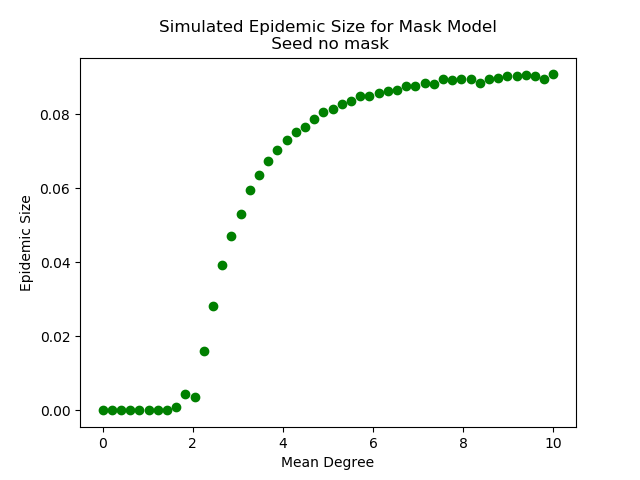 Simulated Epidemic Size for Mask Model
Seed no mask
0.08
0.06
0.04
0.02
0.00
Epidemic Size
0 2 4 6 8 10
Mean Degree